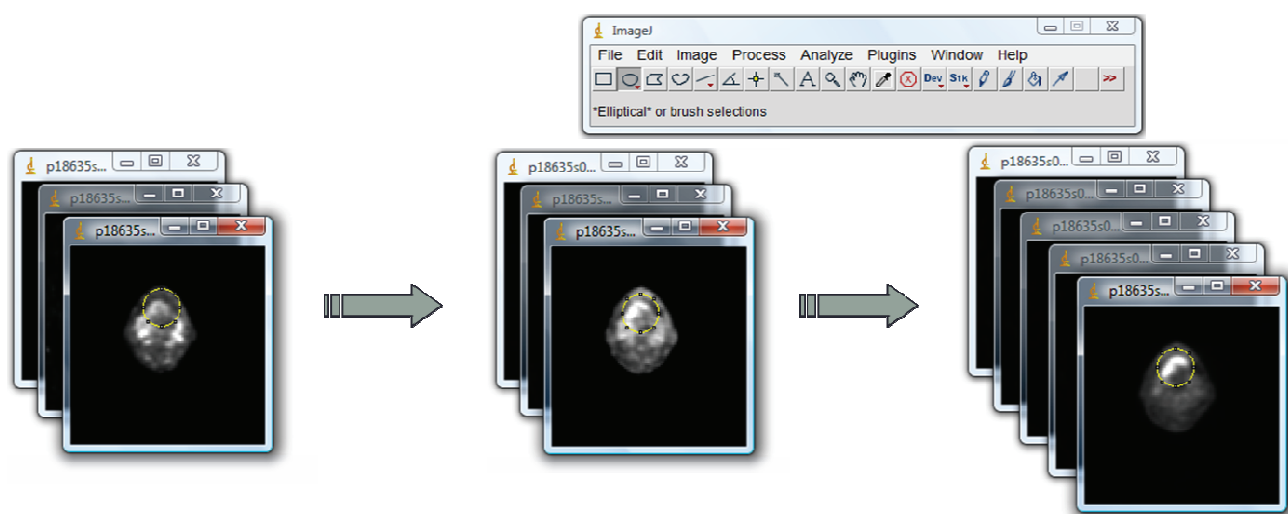 ImageJ
File Edit Image Process Analyze Plugins Window Help
A Dev Stk >>
*Elliptical* or brush selections
p18635s...
p18635s...
p18635s...
p18635s0...
p18635s...
p18635s...
p18635s0...
p18635s0...
p18635s0...
p18635s0...
p18635s...